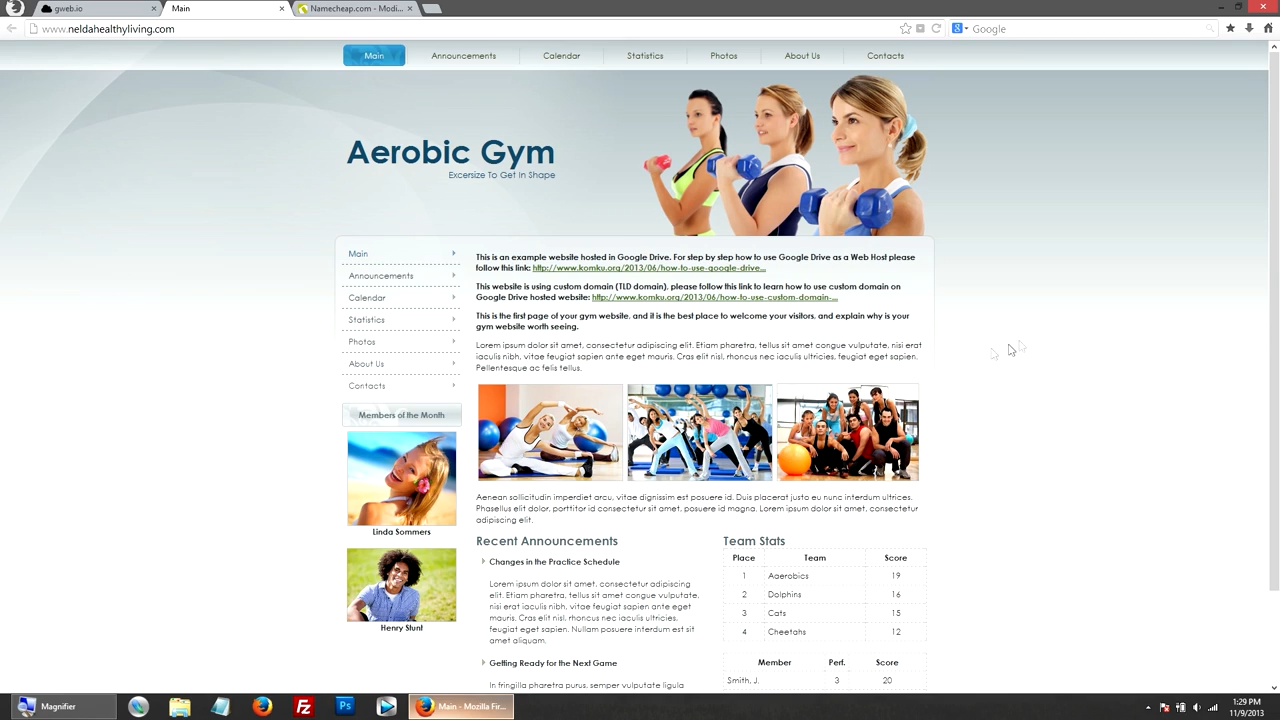 gweb.io
Main
Namecheap.com - Modi...
www.neldahealthyliving.com
Google
Main
Announcements
Calendar
Statistics
Photos
About Us
Contacts
Aerobic Gym
Excersize To Get In Shape
Main
Announcements
Calendar
Statistics
Photos
About Us
Contacts
Members of the Month
Linda Sommers
Henry Stunt
This is an example website hosted in Google Drive. For step by step how to use Google Drive as a Web Host please
follow this link: http://www.komku.org/2013/06/how-to-use-google-drive...
This website is using custom domain (TLD domain), please follow this link to learn how to use custom domain on
Google Drive hosted website: http://www.komku.org/2013/06/how-to-use-custom-domain-...
This is the first page of your gym website, and it is the best place to welcome your visitors, and explain why is your
gym website worth seeing.
Lorem ipsum dolor sit amet, consectetur adipiscing elit. Etiam pharetra, tellus sit amet congue vulputate, nisi erat
iaculis nibh, vitae feugiat sapien ante eget mauris. Cras elit nisl, rhoncus nec iaculis ultricies, feugiat eget sapien.
Pellentesque ac felis tellus.
Aenean sollicitudin imperdiet arcu, vitae dignissim est posuere id. Duis placerat justo eu nunc interdum ultrices.
Phasellus elit dolor, porttitor id consectetur sit amet, posuere id magna. Lorem ipsum dolor sit amet, consectetur
adipiscing elit.
Recent Announcements
Changes in the Practice Schedule
Lorem ipsum dolor sit amet, consectetur adipiscing
elit. Etiam pharetra, tellus sit amet congue vulputate,
nisi erat iaculis nibh, vitae feugiat sapien ante eget
mauris. Cras elit nisl, rhoncus nec iaculis ultricies,
feugiat eget sapien. Nullam posuere interdum est sit
amet aliquam.
Getting Ready for the Next Game
In fringilla pharetra purus, semper vulputate ligula
Team Stats
Place Team Score
1 Aaerobics 19
2 Dolphins 16
3 Cats 15
4 Cheetahs 12
Member Perf. Score
Smith, J. 3 20
Magnifier
Fz
Ps
Main - Mozilla Fir...
1:29 PM
11/9/2013